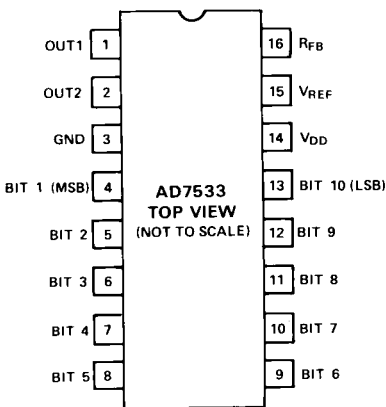 OUT1 1
OUT2 2
GND 3
BIT 1 (MSB) 4
BIT 2 5
BIT 3 6
BIT 4 7
BIT 5 8
AD7533
TOP VIEW
(NOT TO SCALE)
16 RFB
15 VREF
14 VDD
13 BIT 10 (LSB)
12 BIT 9
11 BIT 8
10 BIT 7
9 BIT 6